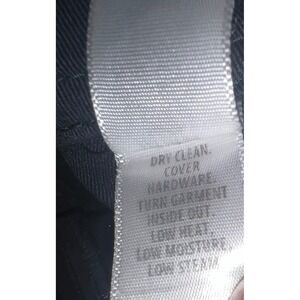 DRY CLEAN.
COVER
HARDWARE.
TURN GARMENT
INSIDE OUT.
LOW HEAT,
LOW MOISTURE,
LOW STEAM